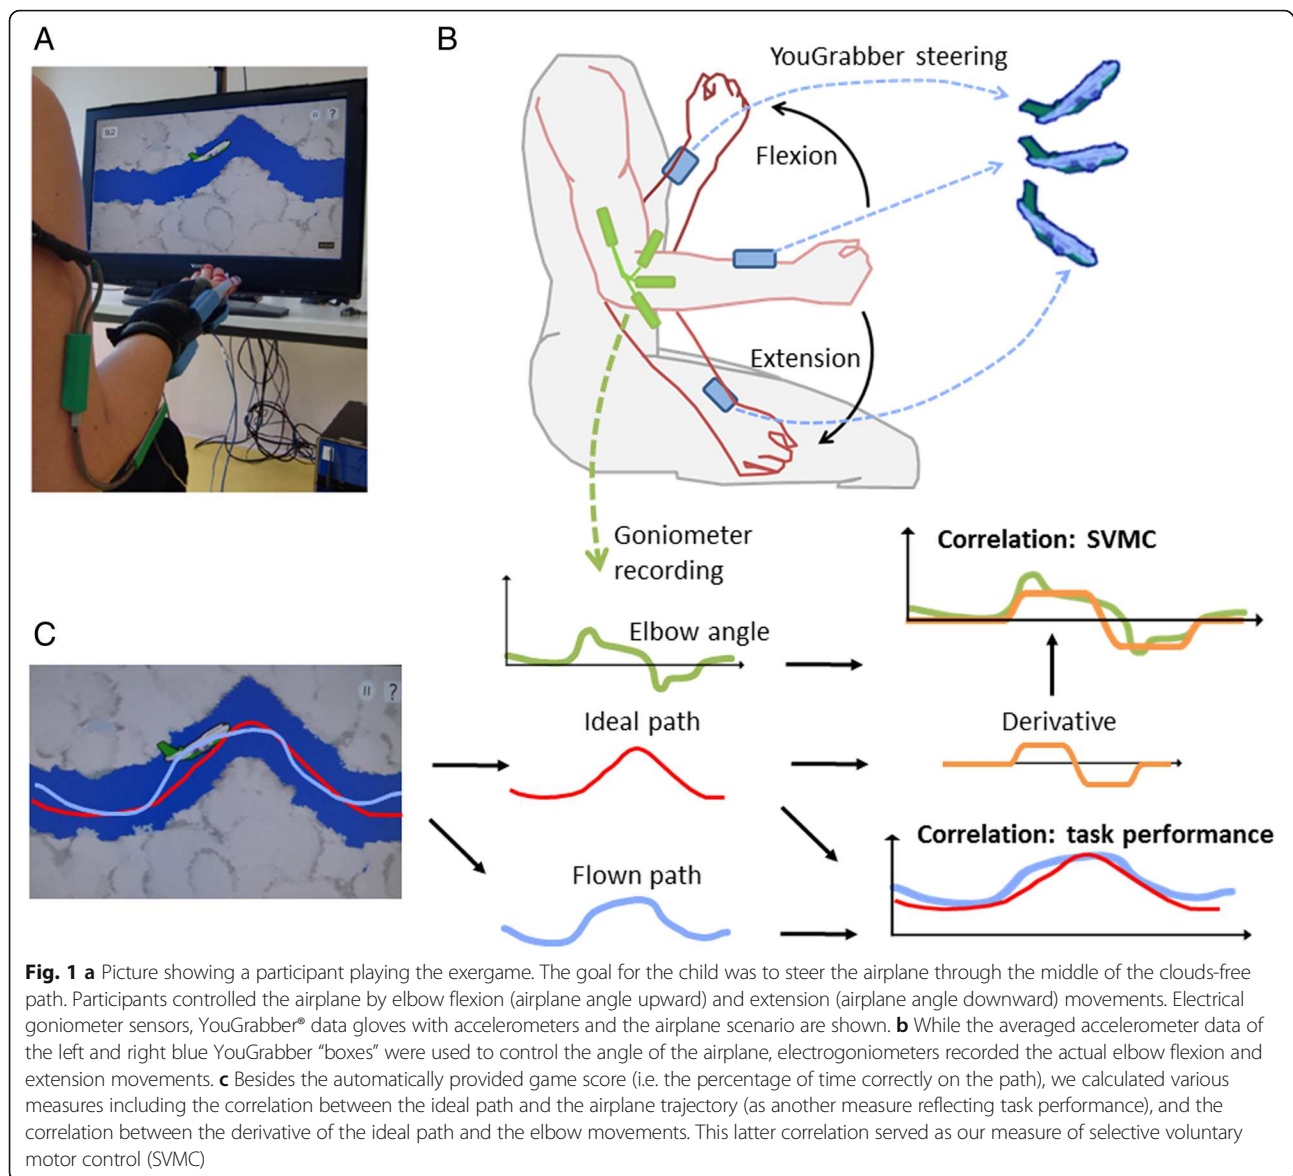 A
B
YouGrabber steering
Flexion
Extension
92
II ?
Goniometer
recording
Elbow angle
Correlation: SVMC
C
II ?
Ideal path
Derivative
Flown path
Correlation: task performance
Fig. 1 a Picture showing a participant playing the exergame. The goal for the child was to steer the airplane through the middle of the clouds-free
path. Participants controlled the airplane by elbow flexion (airplane angle upward) and extension (airplane angle downward) movements. Electrical
goniometer sensors, YouGrabber® data gloves with accelerometers and the airplane scenario are shown. b While the averaged accelerometer data of
the left and right blue YouGrabber “boxes” were used to control the angle of the airplane, electrogoniometers recorded the actual elbow flexion and
extension movements. c Besides the automatically provided game score (i.e. the percentage of time correctly on the path), we calculated various
measures including the correlation between the ideal path and the airplane trajectory (as another measure reflecting task performance), and the
correlation between the derivative of the ideal path and the elbow movements. This latter correlation served as our measure of selective voluntary
motor control (SVMC)